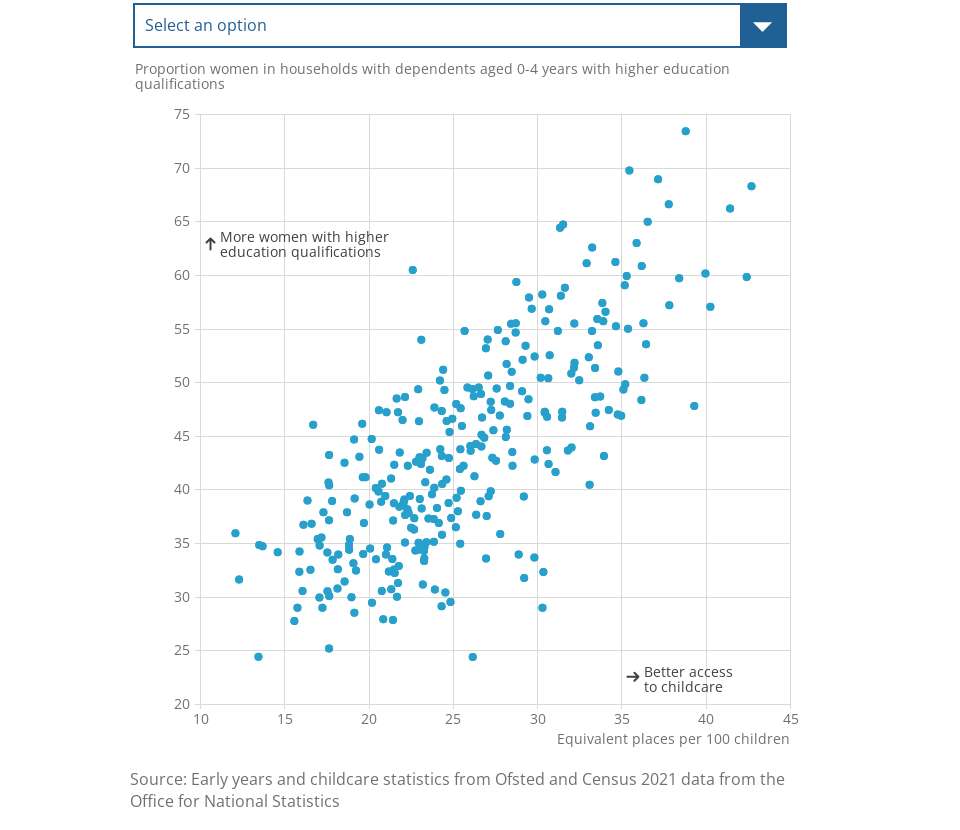 Select an option
Proportion women in households with dependents aged 0-4 years with higher education
qualifications
75
70
65
↑ More women with higher
education qualifications
60
55
50
45
40
35
30
25
→ Better access
to childcare
20
10 15 20 25 30 35 40 45
Equivalent places per 100 children
Source: Early years and childcare statistics from Ofsted and Census 2021 data from the
Office for National Statistics